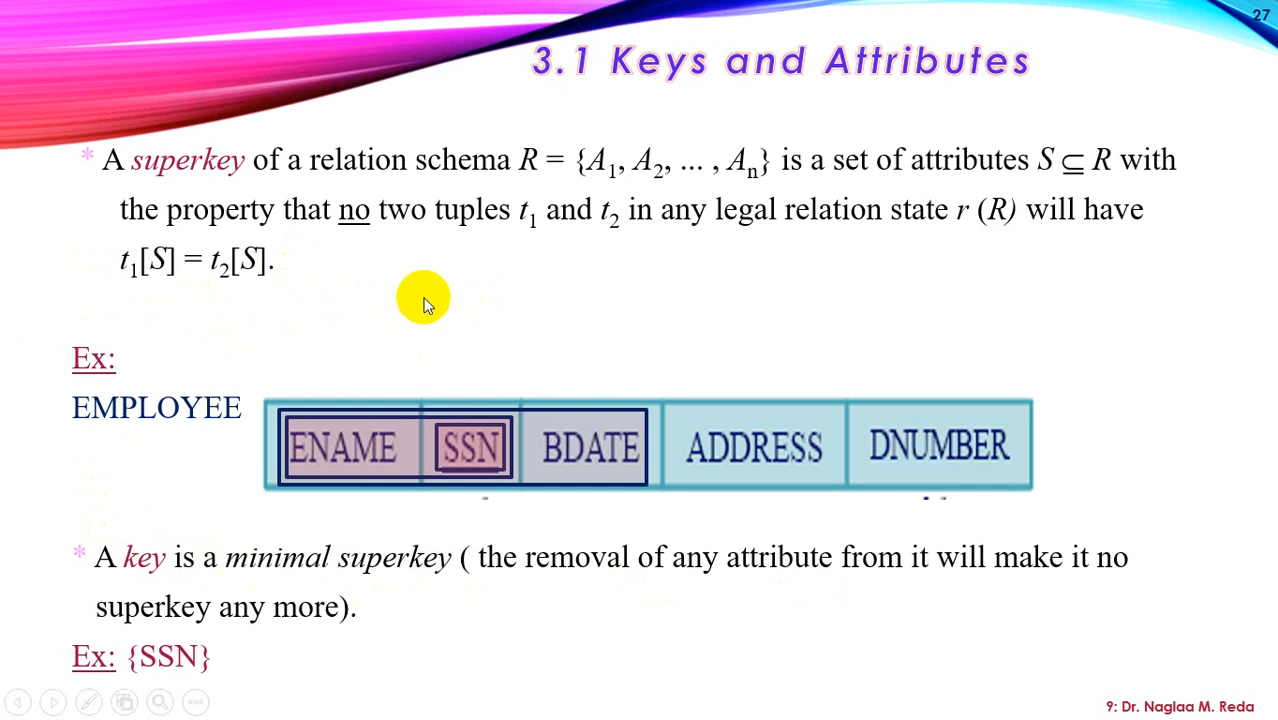 27
3.1 Keys and Attributes
* A superkey of a relation schema R = {A1, A2, ... , An} is a set of attributes S ⊆ R with
the property that no two tuples t1 and t2 in any legal relation state r (R) will have
t1[S] = t2[S].
Ex:
EMPLOYEE
ENAME SSN BDATE ADDRESS DNUMBER
* A key is a minimal superkey ( the removal of any attribute from it will make it no
superkey any more).
Ex: {SSN}
9: Dr. Naglaa M. Reda